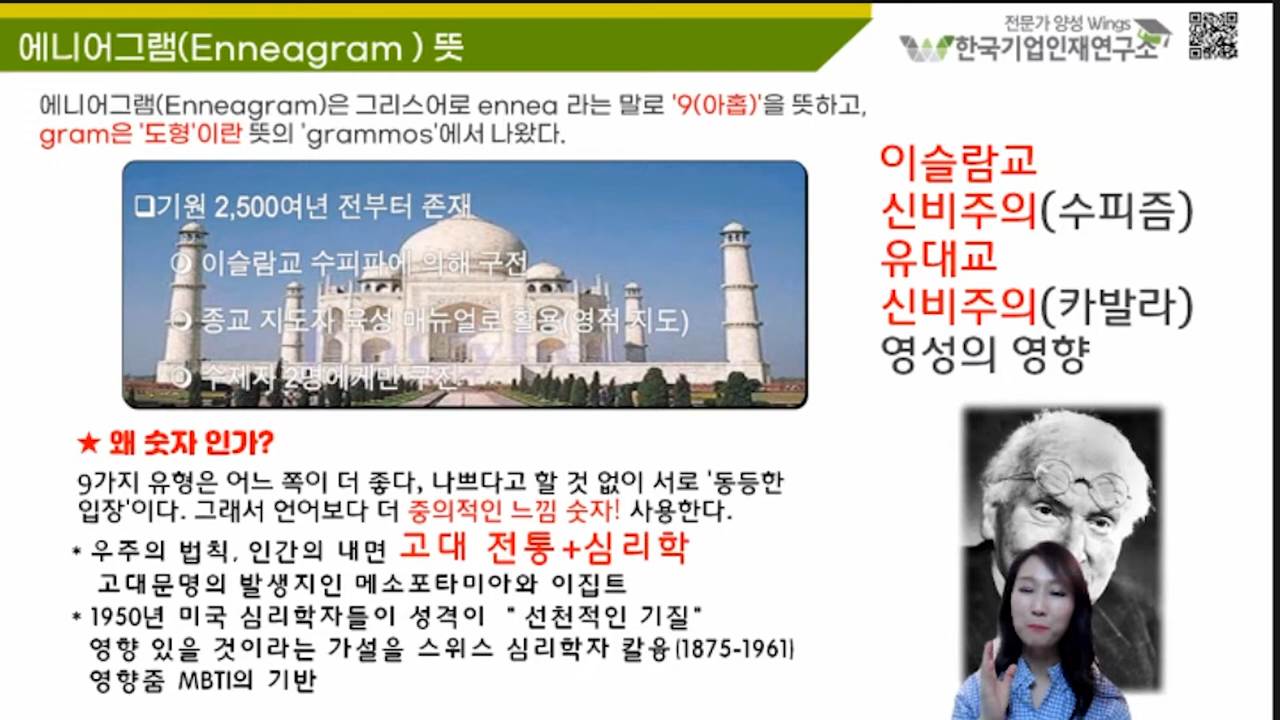 에니어그램(Enneagram ) 뜻
전문가 양성 Wings
한국기업인재연구소
에니어그램(Enneagram)은 그리스어로 ennea 라는 말로 '9(아홉)'을 뜻하고,
gram은 '도형'이란 뜻의 'grammos'에서 나왔다.
❑기원 2,500여년 전부터 존재
❍ 이슬람교 수피파에 의해 구전
❍ 종교 지도자 육성 매뉴얼로 활용(영적 지도)
❍ 수제자 2명에게만 구전
이슬람교
신비주의(수피즘)
유대교
신비주의(카발라)
영성의 영향
★ 왜 숫자 인가?
9가지 유형은 어느 쪽이 더 좋다, 나쁘다고 할 것 없이 서로 '동등한
입장'이다. 그래서 언어보다 더 중의적인 느낌 숫자! 사용한다.
* 우주의 법칙, 인간의 내면 고대 전통+심리학
고대문명의 발생지인 메소포타미아와 이집트
* 1950년 미국 심리학자들이 성격이 "선천적인 기질"
영향 있을 것이라는 가설을 스위스 심리학자 칼융(1875-1961)
영향줌 MBTI의 기반